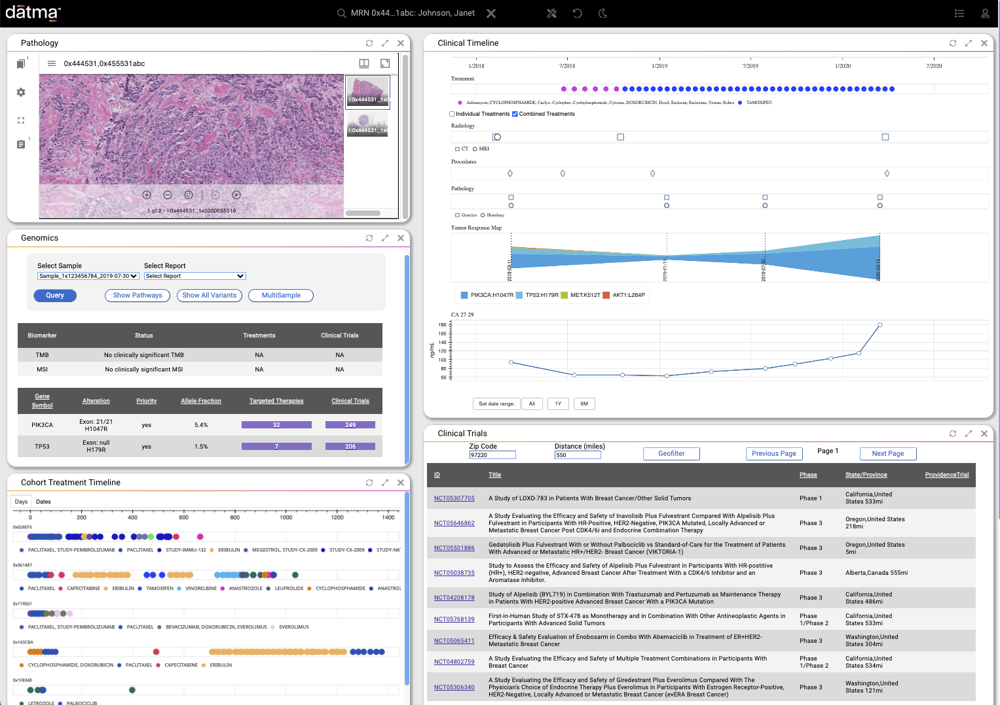 dätma™
MRN 0x44...1abc: Johnson, Janet
Pathology
1
0x444531,0x455531abc
i:0x444531_1x0
i:0x444531_1x0
1
1 of 2 • i:0x444531_1x0000055516
Genomics
Select Sample
Select Report
Sample_1x123456784_2019-07-30
Select Report
Query
Show Pathways
Show All Variants
MultiSample
Biomarker Status Treatments Clinical Trials
TMB No clinically significant TMB NA NA
MSI No clinically significant MSI NA NA
Gene Symbol Alteration Priority Allele Fraction Targeted Therapies Clinical Trials
PIK3CA Exon: 21/21 H1047R yes 5.4% 32 249
TP53 Exon: null H179R yes 1.5% 7 206
Cohort Treatment Timeline
Days Dates
0 200 400 600 800 1000 1200 1400
0x026EF5
PACLITAXEL, STUDY-PEMBROLIZUMAB PACLITAXEL STUDY-IMMU-132 ERIBULIN MEGESTROL, STUDY-CX-2009 STUDY-CX-2009 STUDY-NK
0x061487
PACLITAXEL CAPECITABINE ERIBULIN TAMOXIFEN VINORELBINE ANASTROZOLE LEUPROLIDE CYCLOPHOSPHAMIDE ANASTROZ
0x119561
PACLITAXEL, STUDY-PEMBROLIZUMAB PACLITAXEL BEVACIZUMAB, DOXORUBICIN, EVEROLIMUS EVEROLIMUS
0x143CBA
CYCLOPHOSPHAMIDE, DOXORUBICIN PACLITAXEL CAPECITABINE ERIBULIN
0x1F8340
LETROZOLE PALBOCICLIB
Clinical Timeline
1/2018 7/2018 1/2019 7/2019 1/2020 7/2020
Treatment
Adriamycin, CYCLOPHOSPHAMIDE, Caelyx, Cyclophos, Cyclophosphomide, Cytoxan, DOXORUBICIN, Doxil, Endoxan, Endoxana, Neosar, Rubex TAMOXIFEN
Individual Treatments Combined Treatments
Radiology
CT MRI
Procedures
Pathology
Genetics Histology
Tumor Response Map
2019-01-15 2019-07-30 2020-03-15
PIK3CA:H1047R TP53:H179R MET:K512T AKT1:L284P
CA 27-29
ng/mL
180
160
140
120
100
80
60
Set date range: All 1Y 6M
Clinical Trials
Zip Code
97220
Distance (miles)
550
Geofilter
Previous Page
Page 1
Next Page
ID Title Phase State/Province ProvidenceTrial
NCT05307705 A Study of LOXO-783 in Patients With Breast Cancer/Other Solid Tumors Phase 1 California,United States 533mi
NCT05646862 A Study Evaluating the Efficacy and Safety of Inavolisib Plus Fulvestrant Compared With Alpelisib Plus Fulvestrant in Participants With HR-Positive, HER2-Negative, PIK3CA Mutated, Locally Advanced or Metastatic Breast Cancer Post CDK4/6i and Endocrine Combination Therapy Phase 3 Oregon,United States 218mi
NCT05501886 Gedatolisib Plus Fulvestrant With or Without Palbociclib vs Standard-of-Care for the Treatment of Patients With Advanced or Metastatic HR+/HER2- Breast Cancer (VIKTORIA-1) Phase 3 Oregon,United States 5mi
NCT05038735 Study to Assess the Efficacy and Safety of Alpelisib Plus Fulvestrant in Participants With HR-postitive (HR+), HER2-negative, Advanced Breast Cancer After Treatment With a CDK4/6 Inhibitor and an Aromatase Inhibitor. Phase 3 Alberta,Canada 555mi
NCT04208178 Study of Alpelisib (BYL719) in Combination With Trastuzumab and Pertuzumab as Maintenance Therapy in Patients With HER2-positive Advanced Breast Cancer With a PIK3CA Mutation Phase 3 California,United States 486mi
NCT05768139 First-in-Human Study of STX-478 as Monotherapy and in Combination With Other Antineoplastic Agents in Participants With Advanced Solid Tumors Phase 1/Phase 2 California,United States 533mi
NCT05065411 Efficacy & Safety Evaluation of Enobosarm in Combo With Abemaciclib in Treatment of ER+HER2- Metastatic Breast Cancer Phase 3 Washington,United States 304mi
NCT04802759 A Study Evaluating the Efficacy and Safety of Multiple Treatment Combinations in Participants With Breast Cancer Phase 1/Phase 2 California,United States 534mi
NCT05306340 A Study Evaluating the Efficacy and Safety of Giredestrant Plus Everolimus Compared With The Physician's Choice of Endocrine Therapy Plus Everolimus in Participants With Estrogen Receptor-Positive, HER2-Negative, Locally Advanced or Metastatic Breast Cancer (evERA Breast Cancer) Phase 3 Washington,United States 121mi